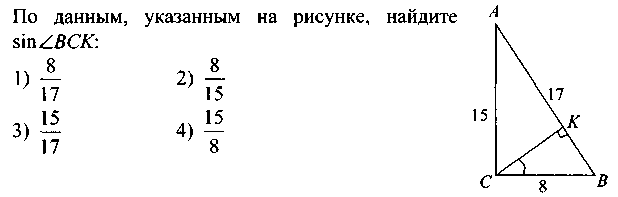 По данным, указанным на рисунке, найдите
sin∠BCK:
1) 8/17 2) 8/15
3) 15/17 4) 15/8
A
17
15
K
C
8
B